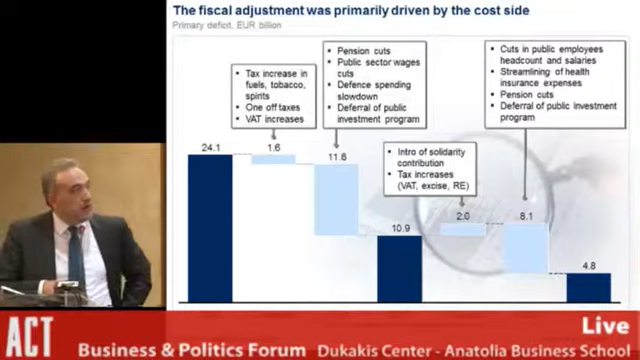 The fiscal adjustment was primarily driven by the cost side
Primary deficit, EUR billion
• Tax increase in
fuels, tobacco,
spirits
• One off taxes
• VAT increases
• Pension cuts
• Public sector wages
cuts
• Defence spending
slowdown
• Deferral of public
investment program
• Intro of solidarity
contribution
• Tax increases
(VAT, excise, RE)
• Cuts in public employees
headcount and salaries
• Streamlining of health
insurance expenses
• Pension cuts
• Deferral of public investment
program
24.1
1.6
11.6
10.9
2.0
8.1
4.8
Live
ACT
Business & Politics Forum Dukakis Center - Anatolia Business School